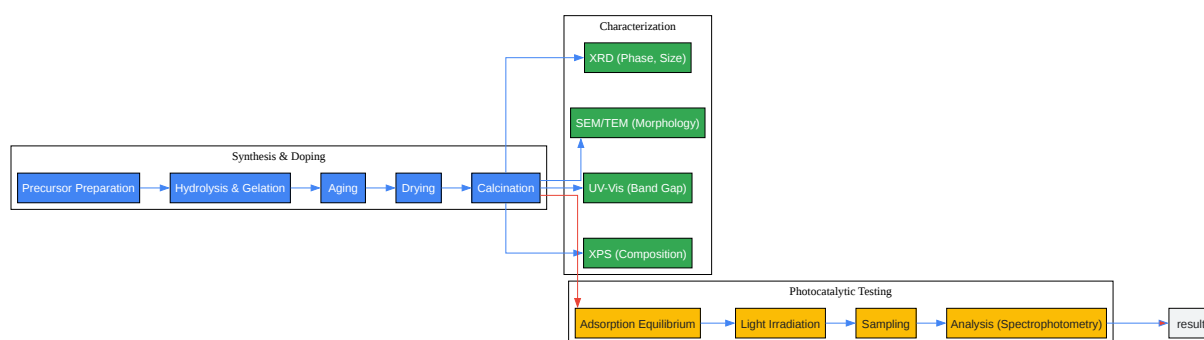 Characterization
XRD (Phase, Size)
SEM/TEM (Morphology)
Synthesis & Doping
Precursor Preparation
Hydrolysis & Gelation
Aging
Drying
Calcination
UV-Vis (Band Gap)
XPS (Composition)
Photocatalytic Testing
Adsorption Equilibrium
Light Irradiation
Sampling
Analysis (Spectrophotometry)
result